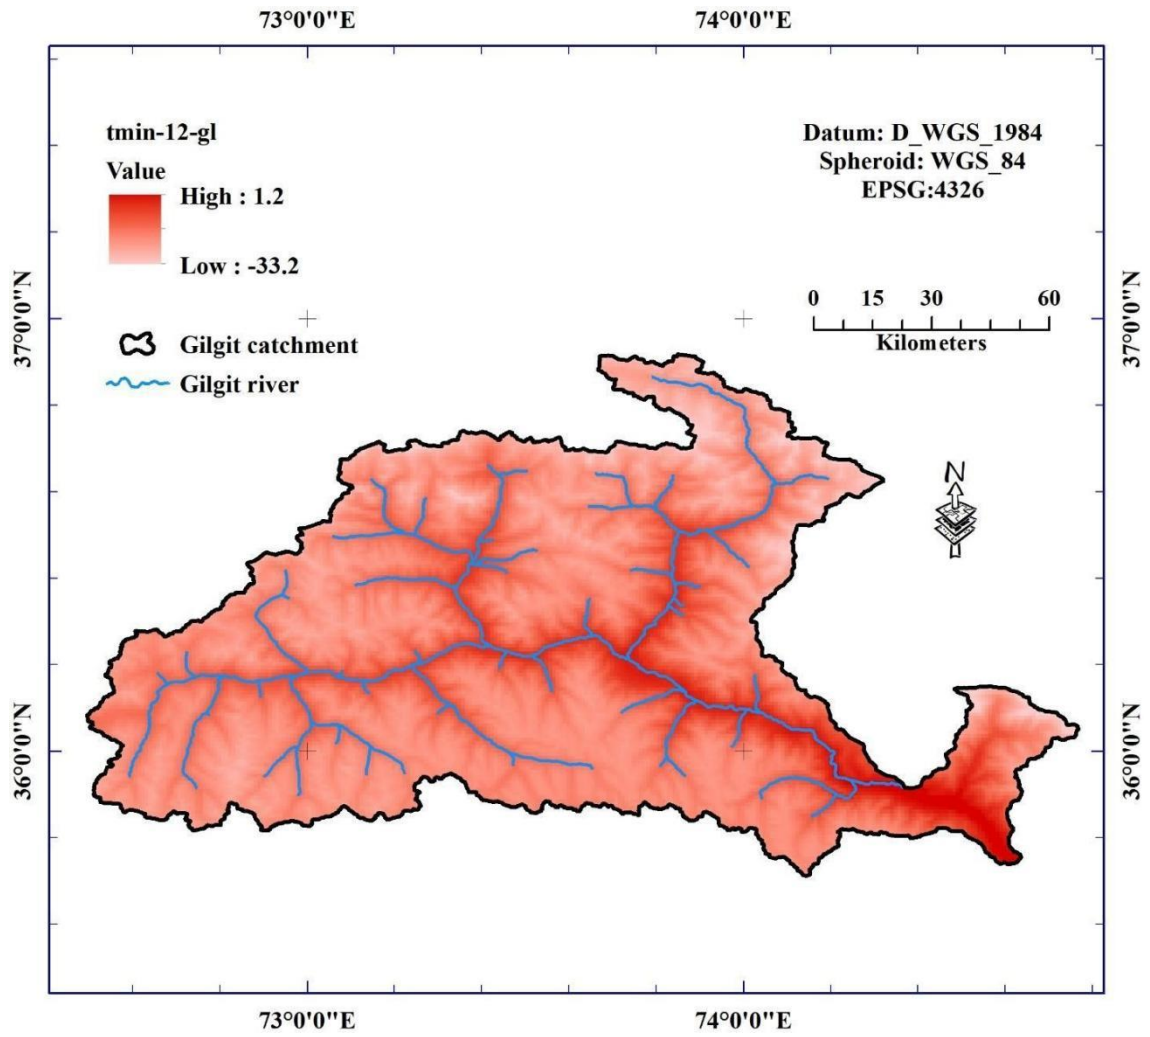 73°0'0"E 74°0'0"E
tmin-12-gl
Value
High : 1.2
Low : -33.2
Datum: D_WGS_1984
Spheroid: WGS_84
EPSG:4326
0 15 30 60
Kilometers
37°0'0"N
37°0'0"N
Gilgit catchment
Gilgit river
N
36°0'0"N
36°0'0"N
73°0'0"E 74°0'0"E